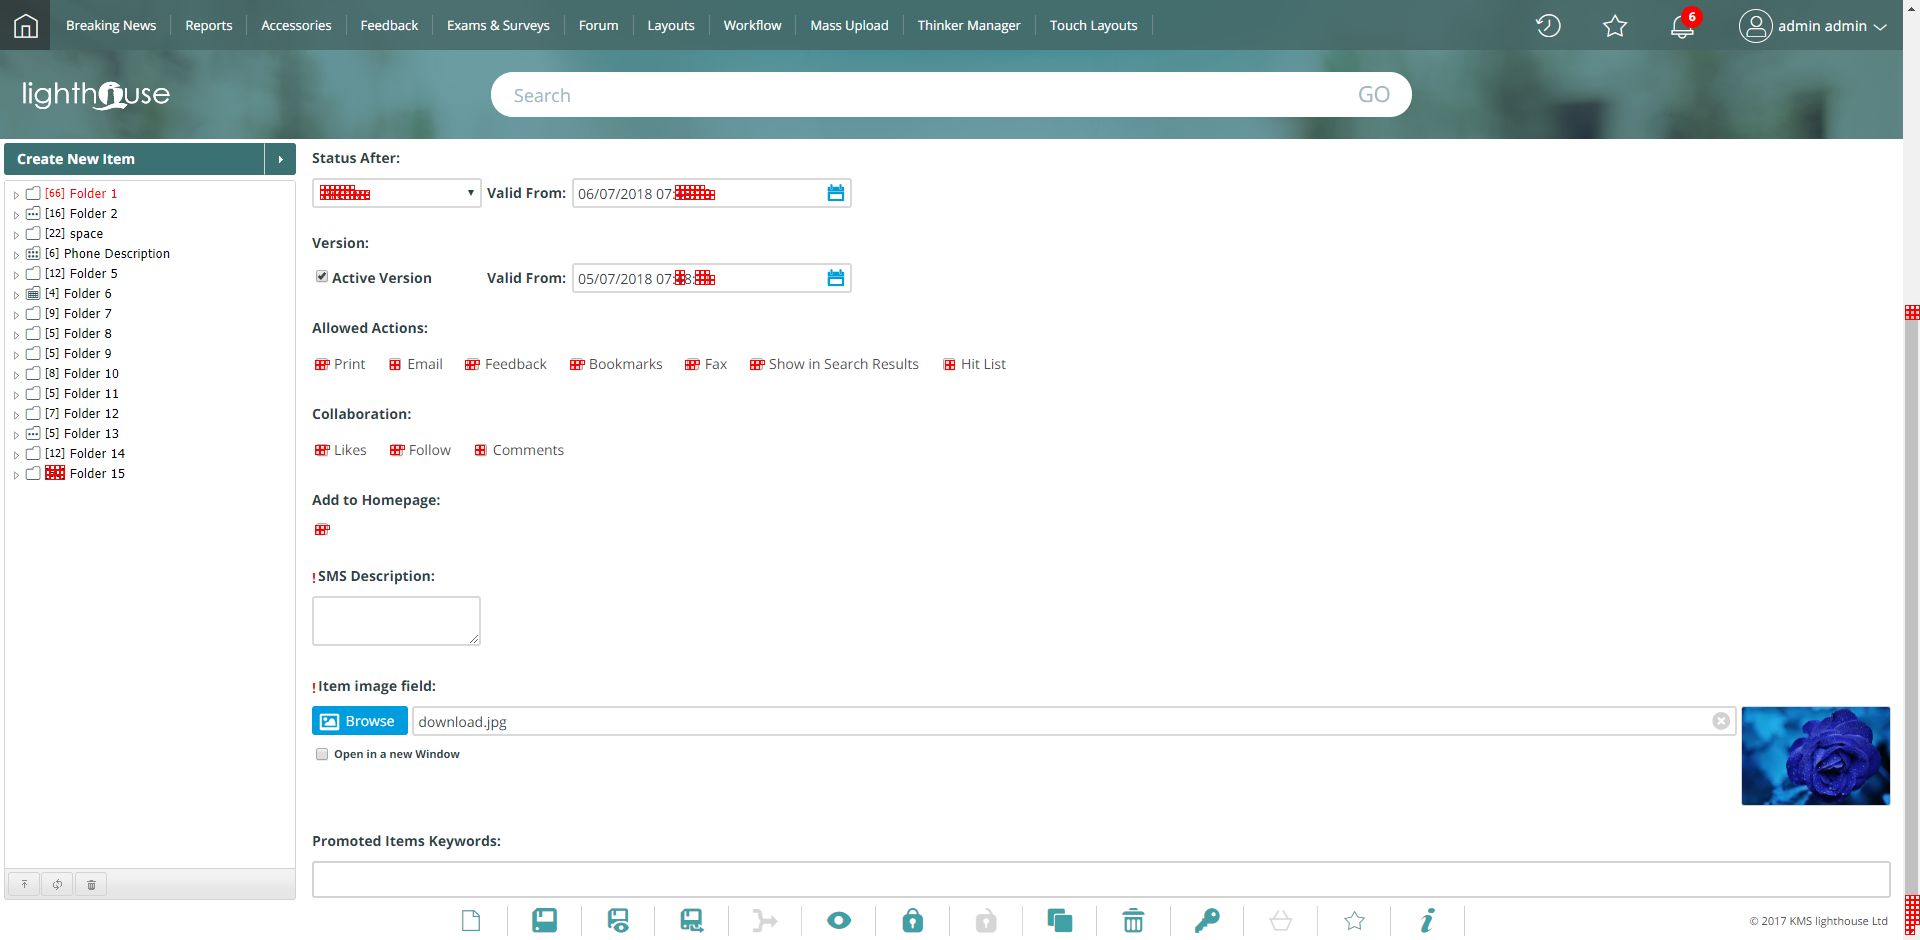 Breaking News Reports Accessories Feedback Exams & Surveys Forum Layouts Workflow Mass Upload Thinker Manager Touch Layouts 6 admin admin
lighthouse Search GO
Create New Item
[66] Folder 1
[16] Folder 2
[22] space
[6] Phone Description
[12] Folder 5
[4] Folder 6
[9] Folder 7
[5] Folder 8
[5] Folder 9
[8] Folder 10
[5] Folder 11
[7] Folder 12
[5] Folder 13
[12] Folder 14
Folder 15
Status After:
Valid From: 06/07/2018 07:
Version:
Active Version Valid From: 05/07/2018 07:
Allowed Actions:
Print Email Feedback Bookmarks Fax Show in Search Results Hit List
Collaboration:
Likes Follow Comments
Add to Homepage:
! SMS Description:
! Item image field:
Browse download.jpg
Open in a new Window
Promoted Items Keywords:
© 2017 KMS lighthouse Ltd